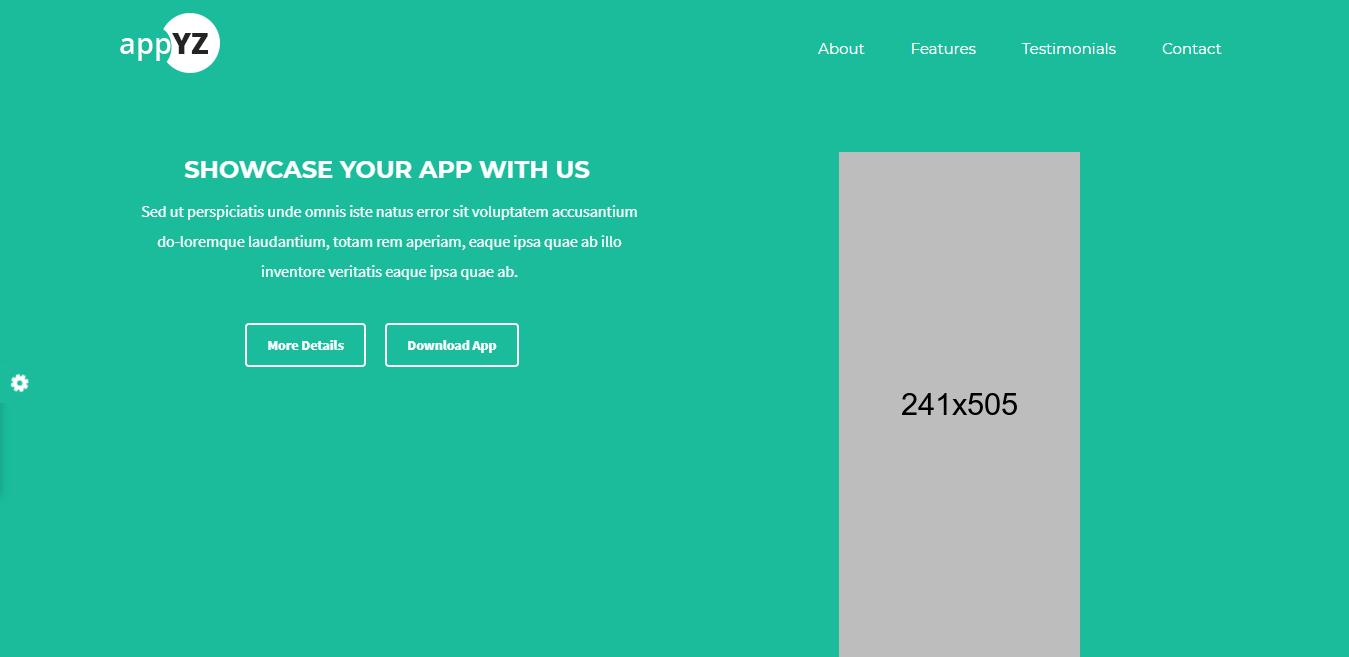 appYZ
About Features Testimonials Contact
SHOWCASE YOUR APP WITH US
Sed ut perspiciatis unde omnis iste natus error sit voluptatem accusantium
do-loremque laudantium, totam rem aperiam, eaque ipsa quae ab illo
inventore veritatis eaque ipsa quae ab.
More Details Download App
241x505